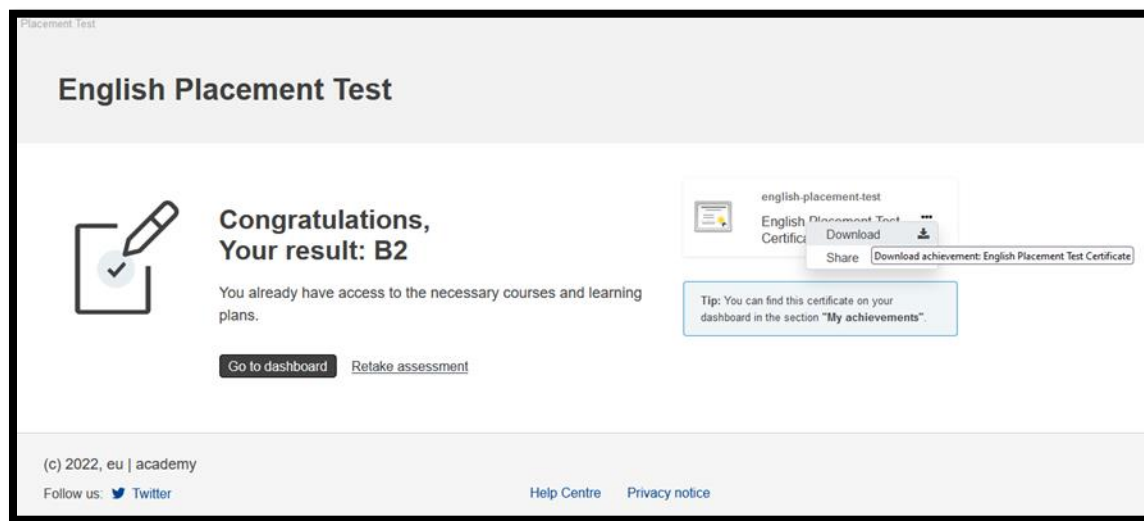 Placement Test
English Placement Test
Congratulations,
Your result: B2
You already have access to the necessary courses and learning
plans.
Go to dashboard Retake assessment
english-placement-test
English Placement Test
Certifica
Download
Share
Download achievement: English Placement Test Certificate
Tip: You can find this certificate on your
dashboard in the section "My achievements".
(c) 2022, eu | academy
Follow us: Twitter
Help Centre Privacy notice